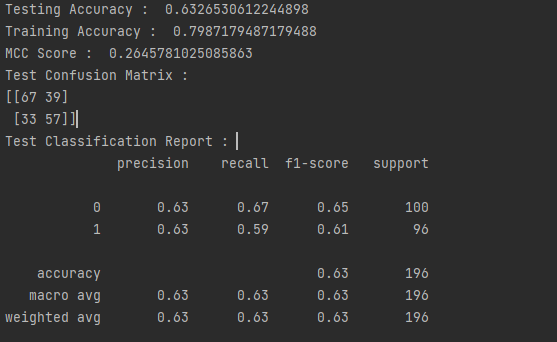 Testing Accuracy :  0.6326530612244898
Training Accuracy :  0.7987179487179488
MCC Score :  0.2645781025085863
Test Confusion Matrix :
[[67 39]
 [33 57]]
Test Classification Report :
              precision    recall  f1-score   support

           0       0.63      0.67      0.65       100
           1       0.63      0.59      0.61        96

    accuracy                           0.63       196
   macro avg       0.63      0.63      0.63       196
weighted avg       0.63      0.63      0.63       196